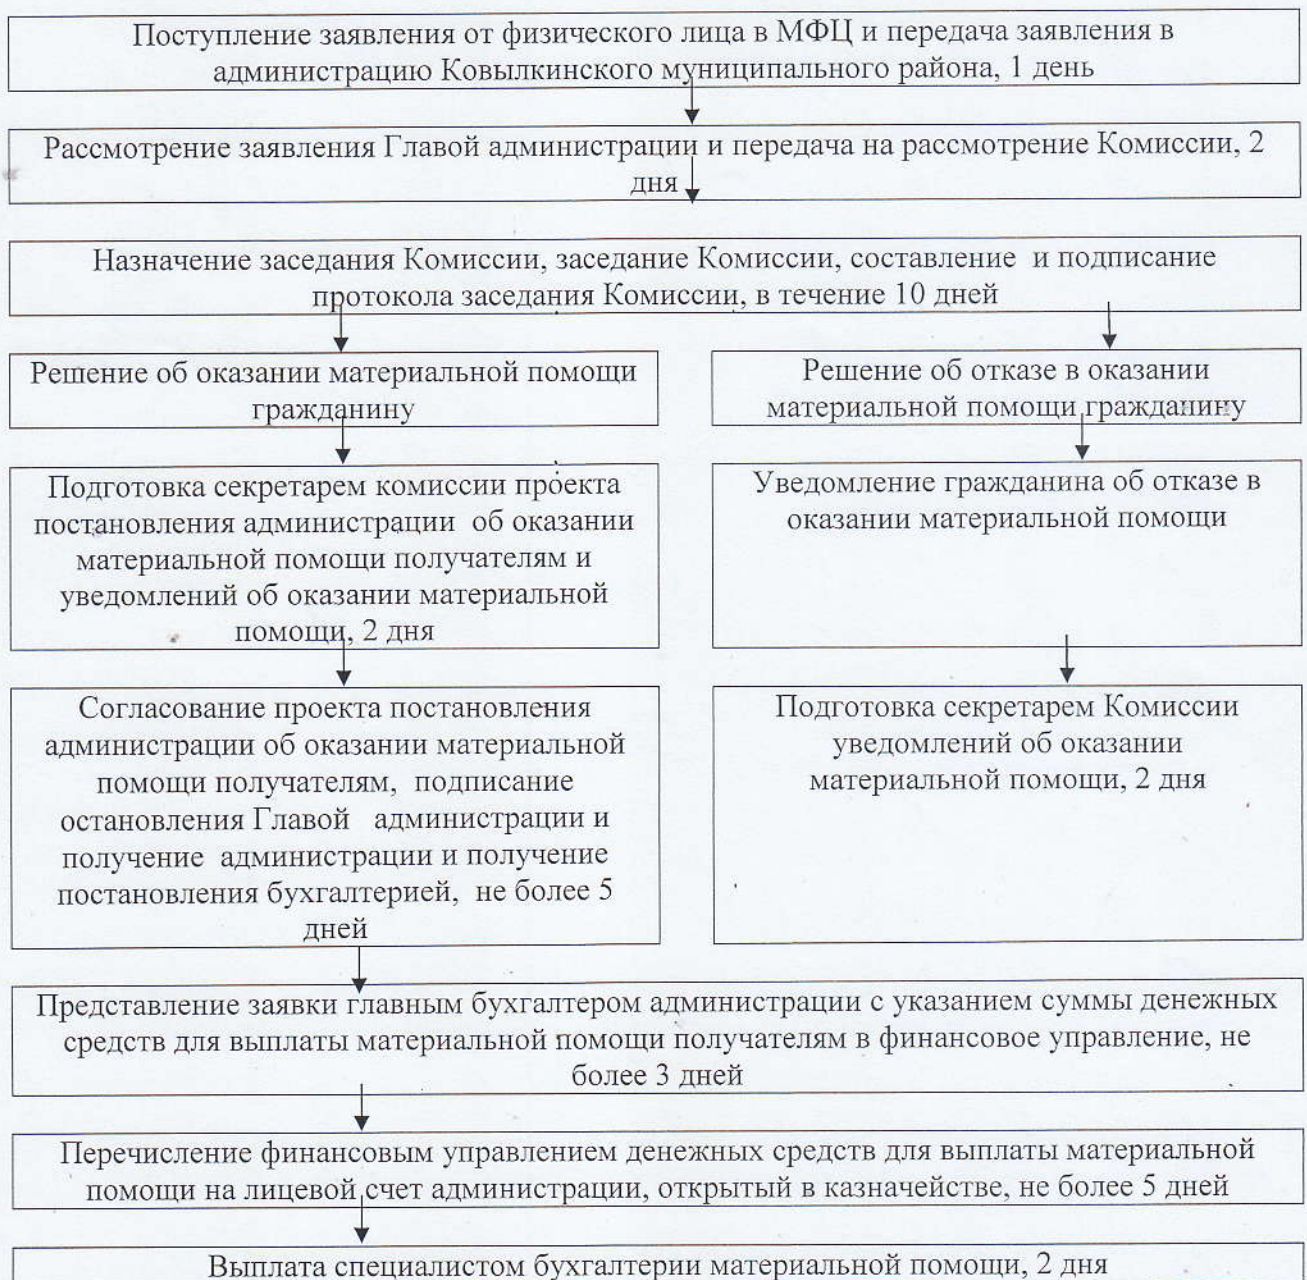 Поступление заявления от физического лица в МФЦ и передача заявления в
администрацию Ковылкинского муниципального района, 1 день
Рассмотрение заявления Главой администрации и передача на рассмотрение Комиссии, 2
дня
Назначение заседания Комиссии, заседание Комиссии, составление  и подписание
протокола заседания Комиссии, в течение 10 дней
Решение об оказании материальной помощи
гражданину
Решение об отказе в оказании
материальной помощи гражданину
Подготовка секретарем комиссии проекта
постановления администрации  об оказании
материальной помощи получателям и
уведомлений об оказании материальной
помощи, 2 дня
Уведомление гражданина об отказе в
оказании материальной помощи
Согласование проекта постановления
администрации об оказании материальной
помощи получателям,  подписание
остановления Главой   администрации и
получение  администрации и получение
постановления бухгалтерией,  не более 5
дней
Подготовка секретарем Комиссии
уведомлений об оказании
материальной помощи, 2 дня
Представление заявки главным бухгалтером администрации с указанием суммы денежных
средств для выплаты материальной помощи получателям в финансовое управление, не
более 3 дней
Перечисление финансовым управлением денежных средств для выплаты материальной
помощи на лицевой счет администрации, открытый в казначействе, не более 5 дней
Выплата специалистом бухгалтерии материальной помощи, 2 дня